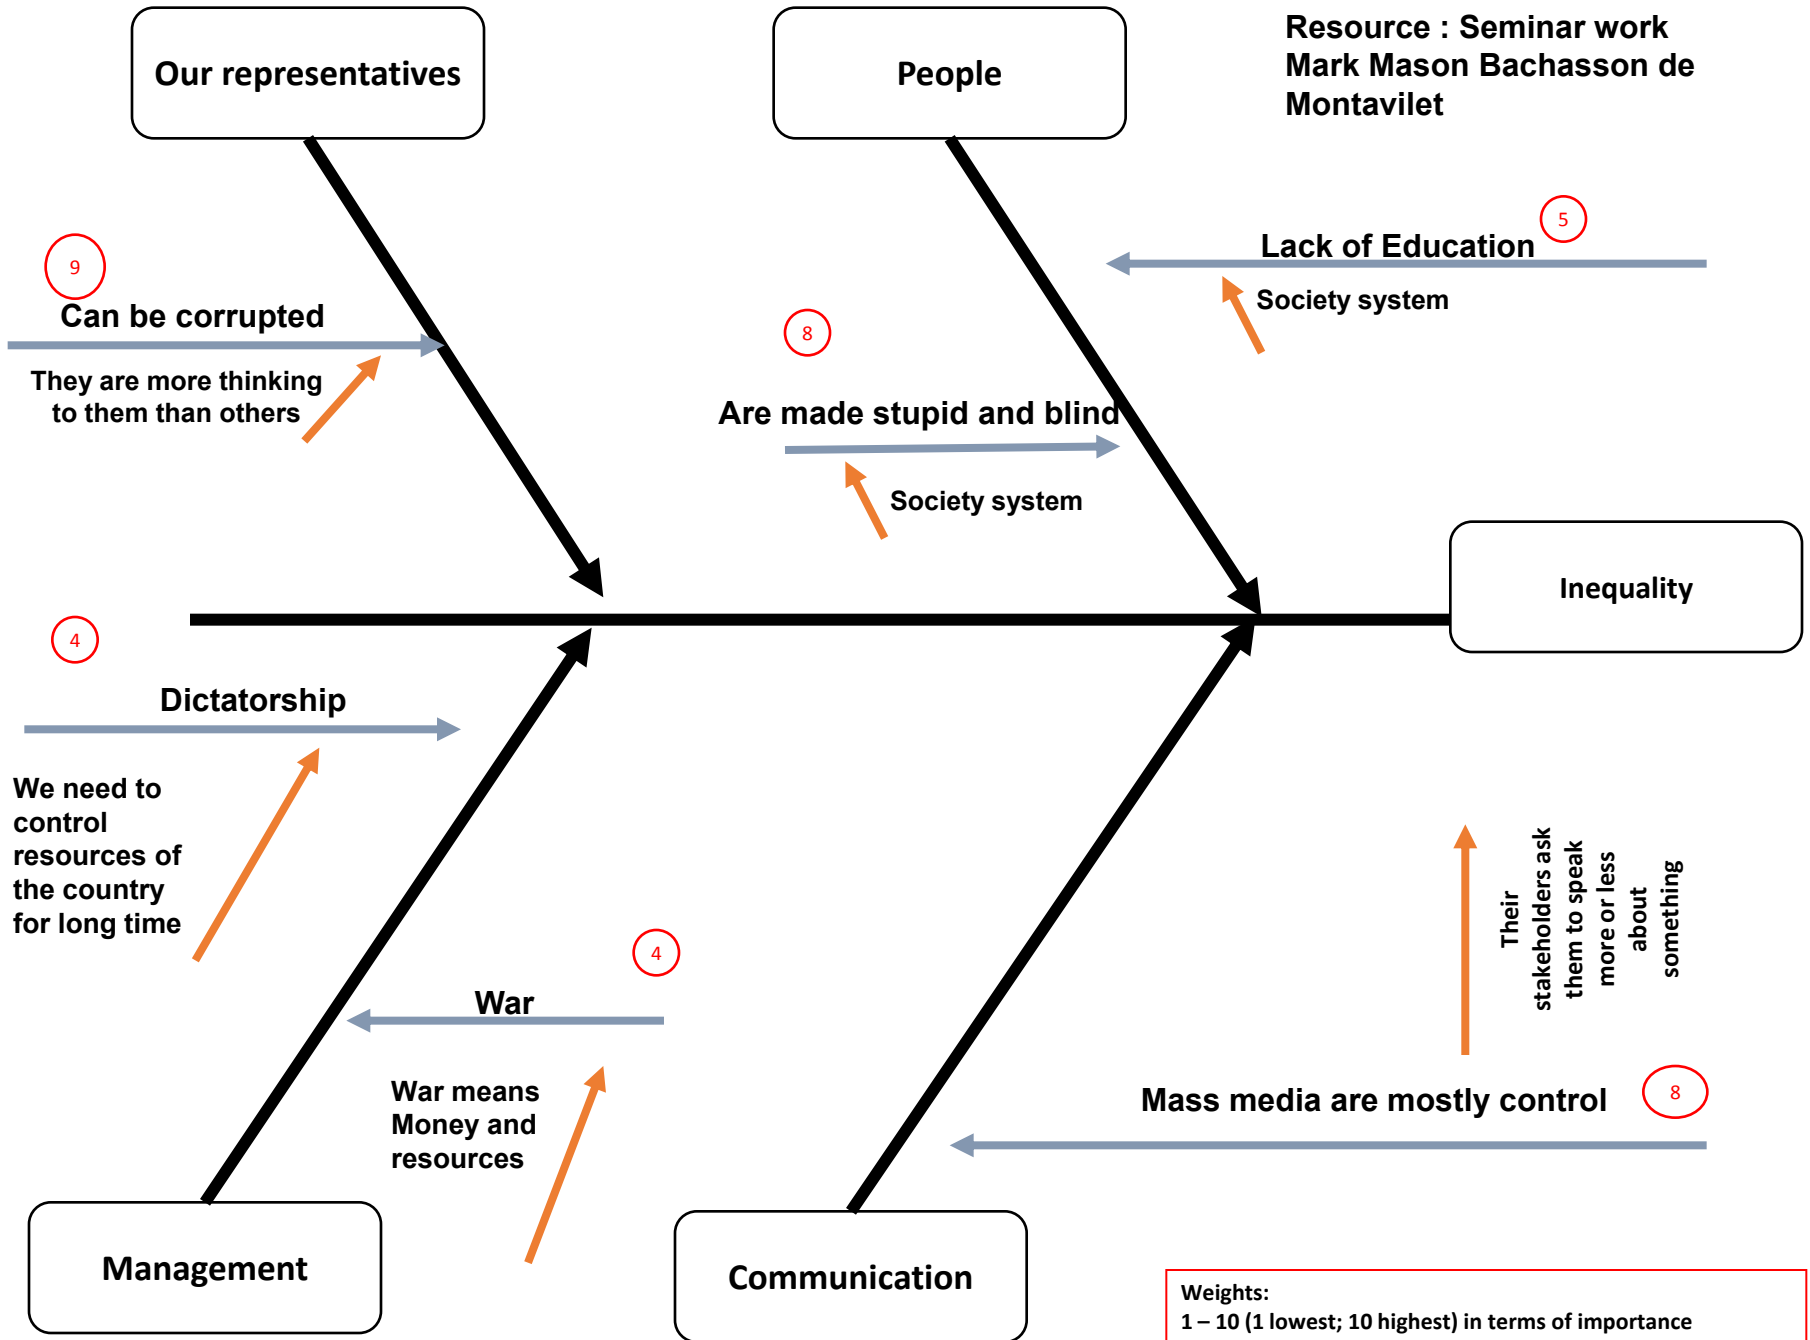 Our representatives
People
Resource : Seminar work
Mark Mason Bachasson de
Montavilet
9
Can be corrupted
They are more thinking
to them than others
5
Lack of Education
Society system
8
Are made stupid and blind
Society system
Inequality
4
Dictatorship
We need to
control
resources of
the country
for long time
4
War
War means
Money and
resources
Their
stakeholders ask
them to speak
more or less
about
something
Mass media are mostly control
8
Management
Communication
Weights:
1 – 10 (1 lowest; 10 highest) in terms of importance